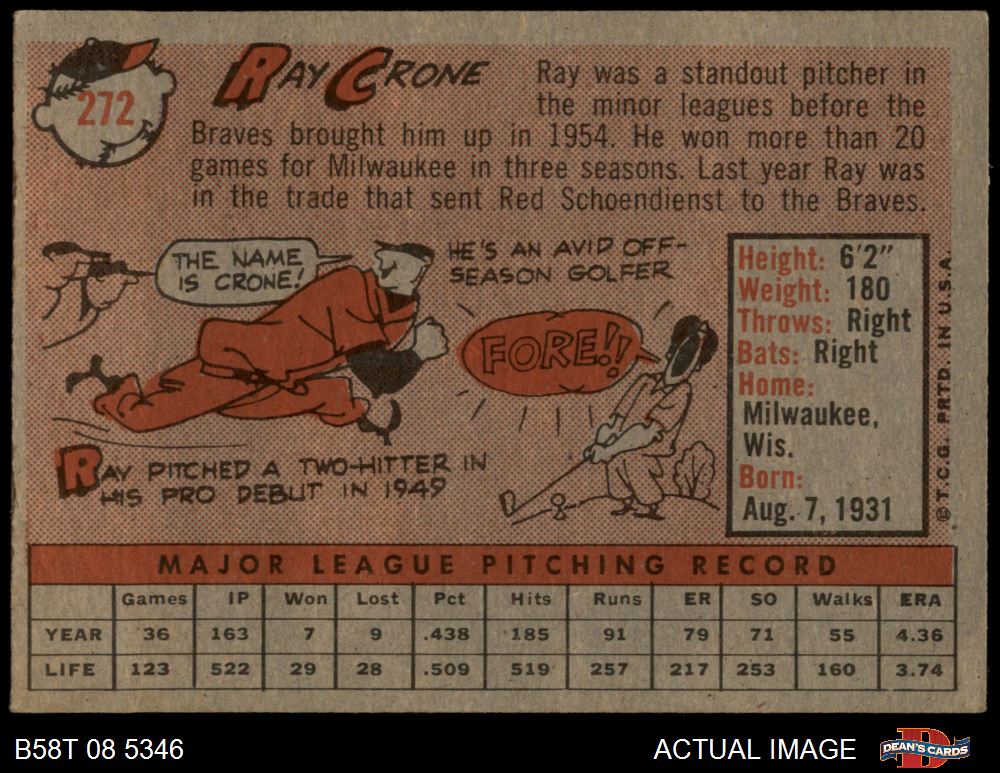 272
RAY CRONE
Ray was a standout pitcher in
the minor leagues before the
Braves brought him up in 1954. He won more than 20
games for Milwaukee in three seasons. Last year Ray was
in the trade that sent Red Schoendienst to the Braves.
THE NAME
IS CRONE!
HE'S AN AVID OFF-
SEASON GOLFER
FORE!!
RAY PITCHED A TWO-HITTER IN
HIS PRO DEBUT IN 1949
Height: 6'2"
Weight: 180
Throws: Right
Bats: Right
Home:
Milwaukee,
Wis.
Born:
Aug. 7, 1931
© T.C.G. PRTD. IN U.S.A.
MAJOR LEAGUE PITCHING RECORD
Games IP Won Lost Pct Hits Runs ER SO Walks ERA
YEAR 36 163 7 9 .438 185 91 79 71 55 4.36
LIFE 123 522 29 28 .509 519 257 217 253 160 3.74
B58T 08 5346
ACTUAL IMAGE
DEAN'S CARDS